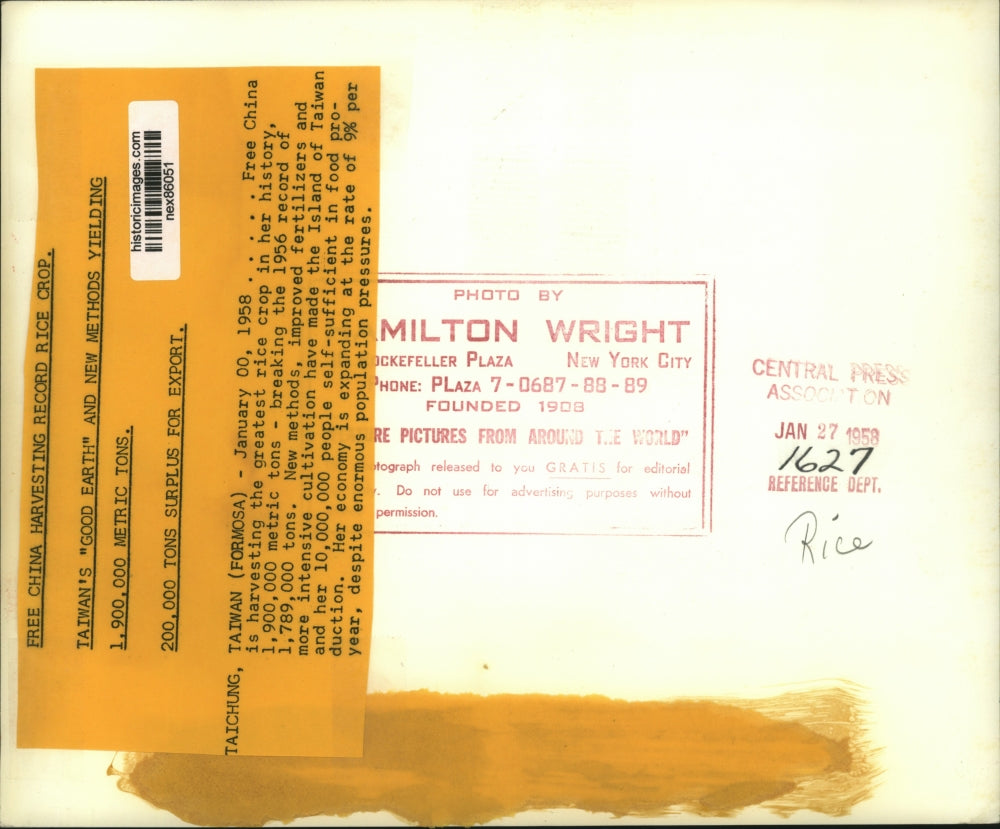 FREE CHINA HARVESTING RECORD RICE CROP.
TAIWAN'S "GOOD EARTH" AND NEW METHODS YIELDING
1,900,000 METRIC TONS.
200,000 TONS SURPLUS FOR EXPORT.
TAICHUNG, TAIWAN (FORMOSA) - January 00, 1958 . . . . . Free China
is harvesting the greatest rice crop in her history,
1,900,000 metric tons - breaking the 1956 record of
1,789,000 tons. New methods, improved fertilizers and
more intensive cultivation have made the Island of Taiwan
and her 10,000,000 people self-sufficient in food pro-
duction. Her economy is expanding at the rate of 9% per
year, despite enormous population pressures.
historicimages.com
nex86051
PHOTO BY
MILTON WRIGHT
OCKEFELLER PLAZA NEW YORK CITY
PHONE: PLAZA 7-0687-88-89
FOUNDED 1908
RE PICTURES FROM AROUND THE WORLD"
tograph released to you GRATIS for editorial
y. Do not use for advertising purposes without
permission.
CENTRAL PRESS
ASSOCIATION
JAN 27 1958
1627
REFERENCE DEPT.
Rice